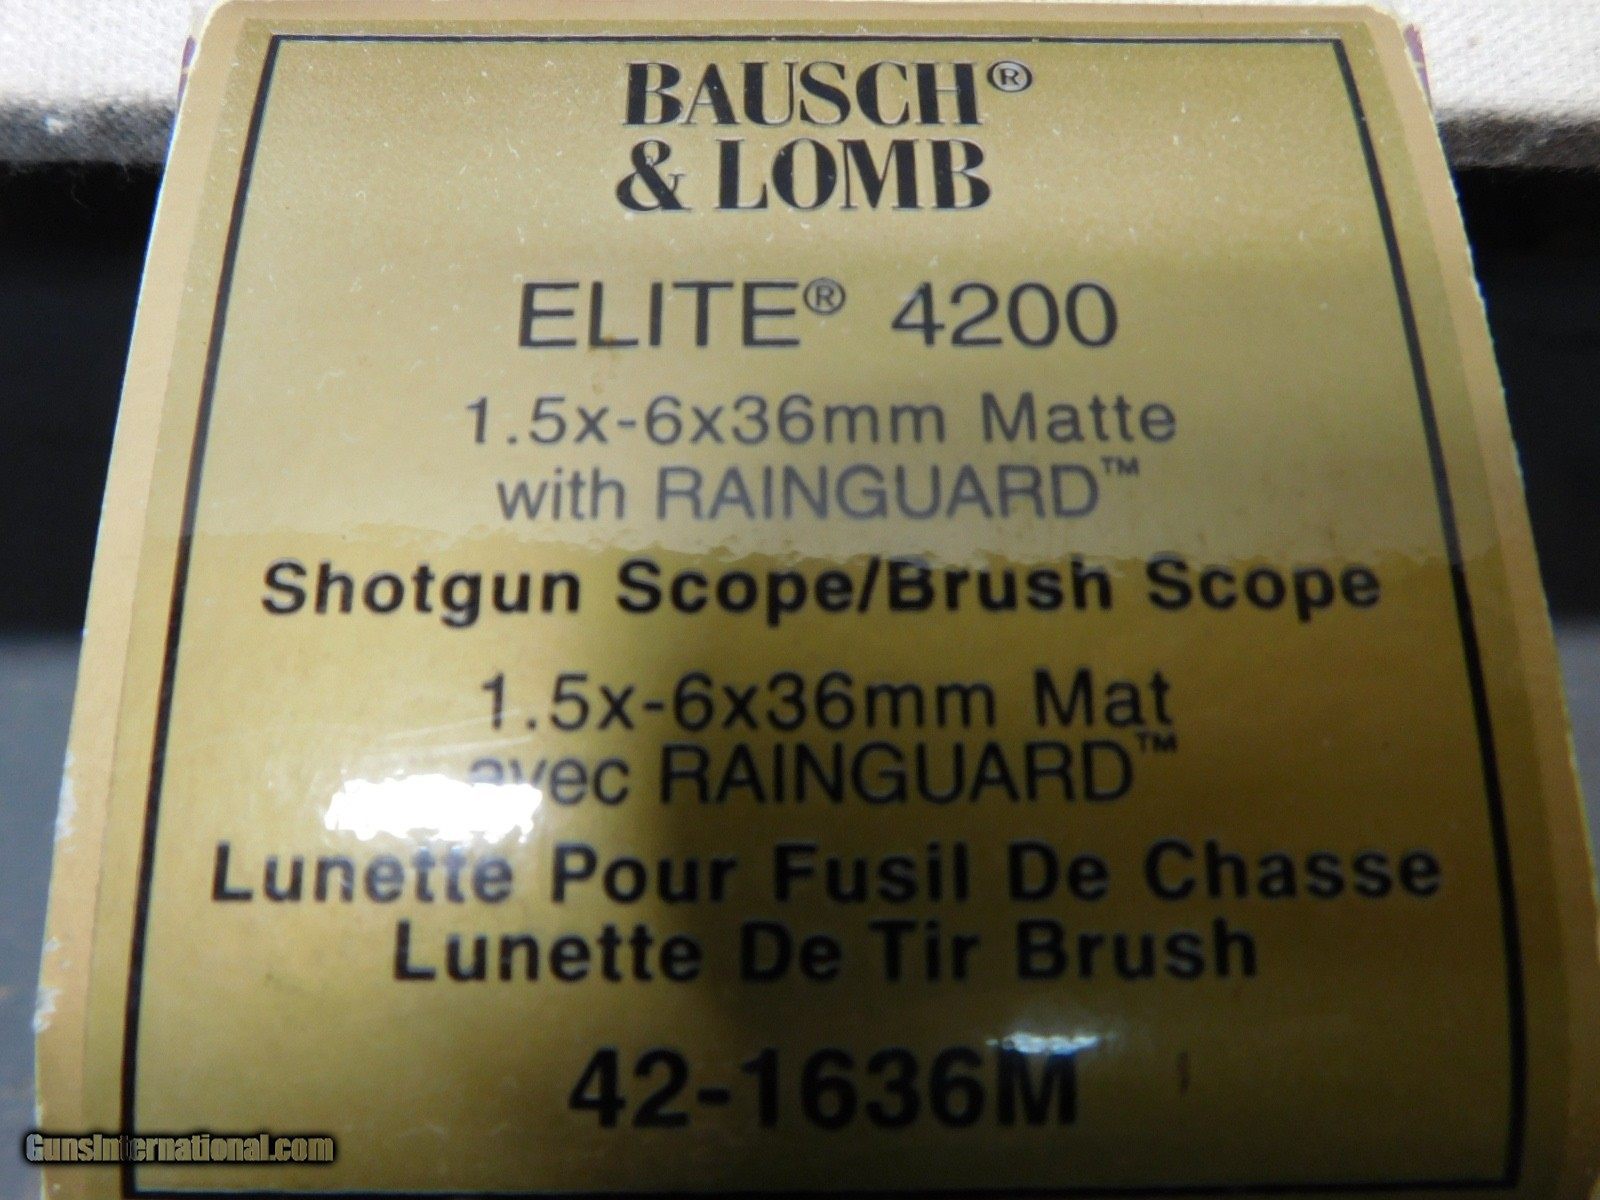 BAUSCH®
& LOMB
ELITE® 4200
1.5x-6x36mm Matte
with RAINGUARD™
Shotgun Scope/Brush Scope
1.5x-6x36mm Mat
avec RAINGUARD™
Lunette Pour Fusil De Chasse
Lunette De Tir Brush
42-1636M
GunsInternational.com